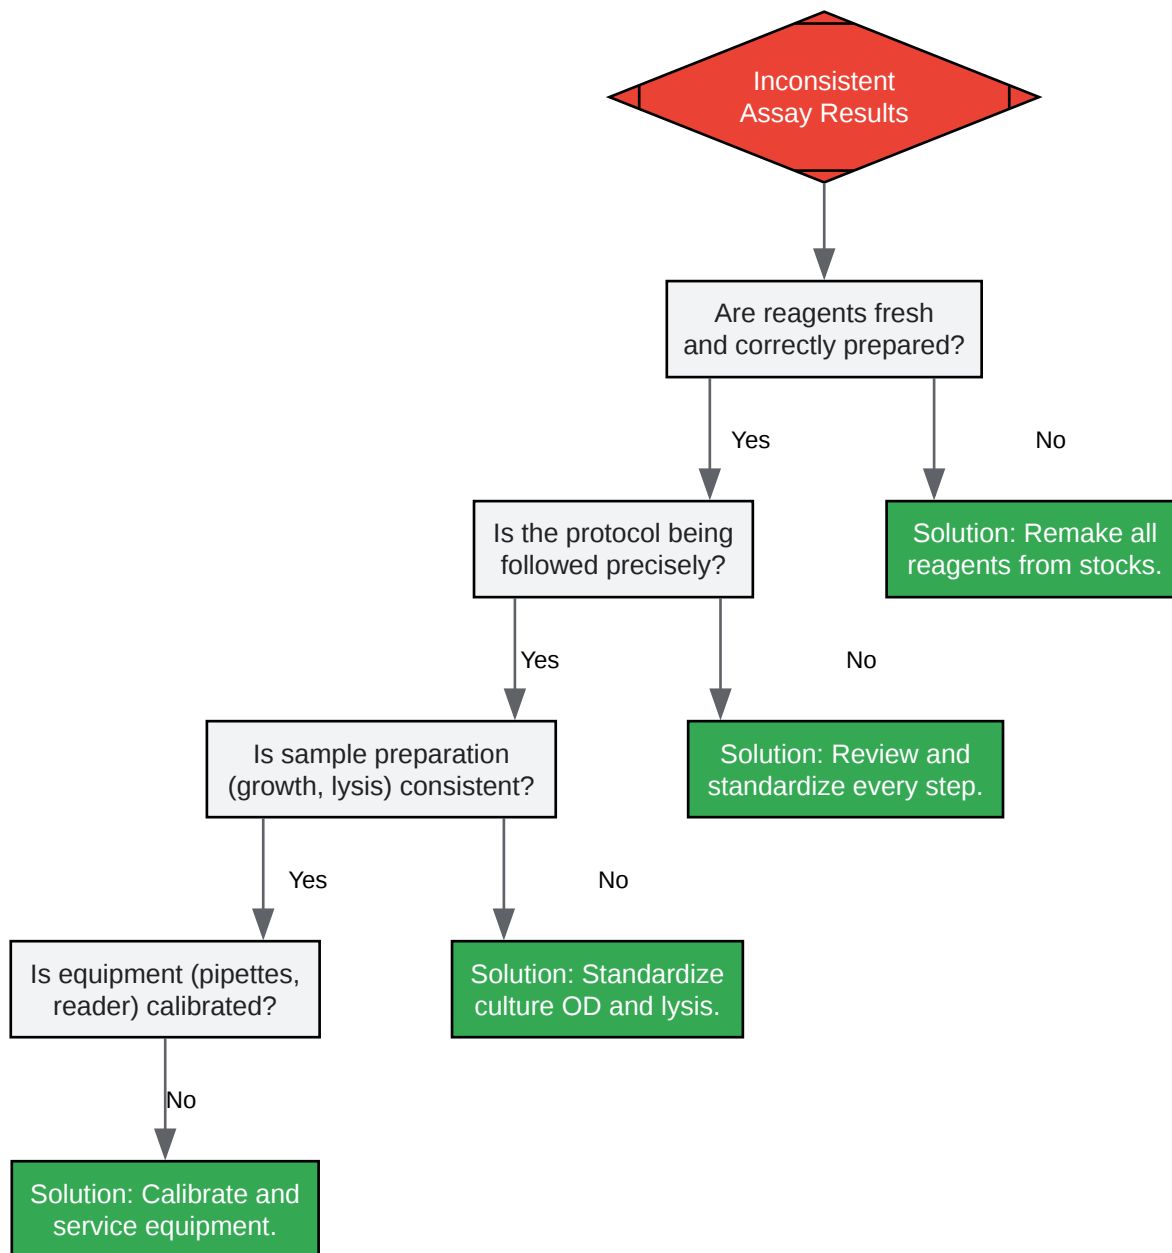 Inconsistent
Assay Results
Are reagents fresh
and correctly prepared?
Yes
No
Is the protocol being
followed precisely?
Solution: Remake all
reagents from stocks.
Yes
No
Is sample preparation
(growth, lysis) consistent?
Solution: Review and
standardize every step.
Yes
No
Is equipment (pipettes,
reader) calibrated?
Solution: Standardize
culture OD and lysis.
No
Solution: Calibrate and
service equipment.